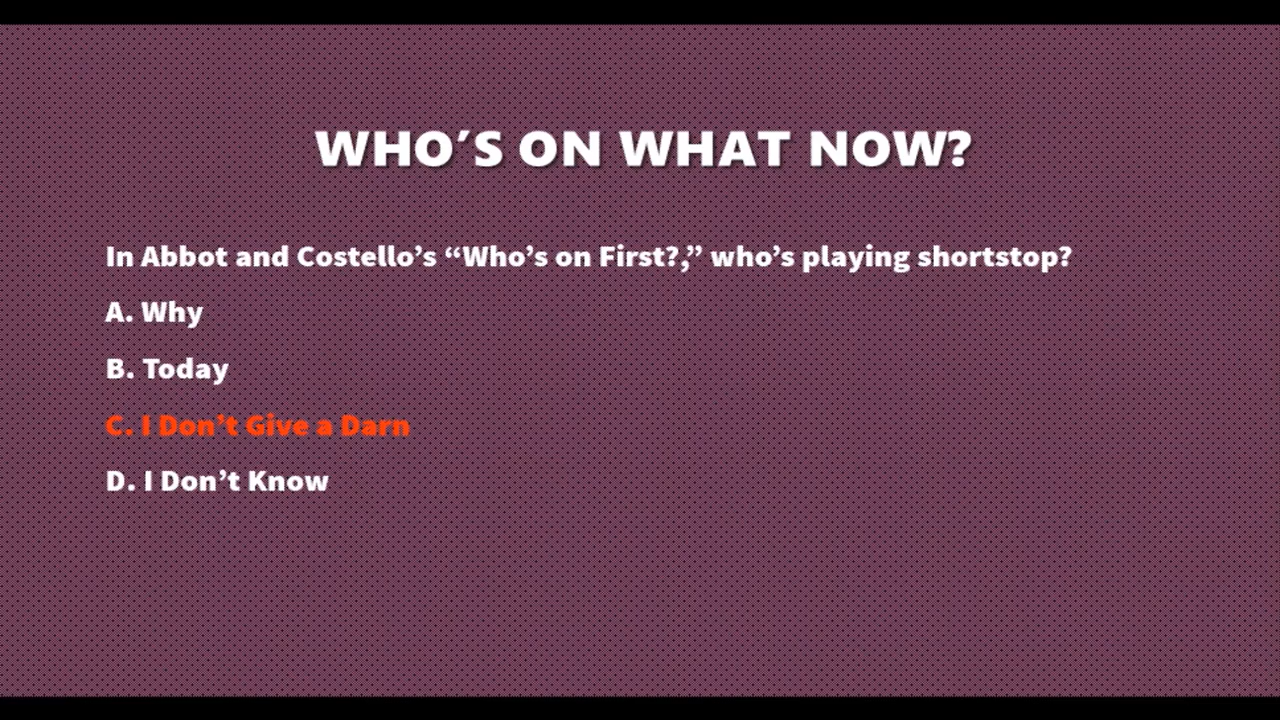 WHO'S ON WHAT NOW?
In Abbot and Costello’s “Who’s on First?,” who’s playing shortstop?
A. Why
B. Today
C. I Don’t Give a Darn
D. I Don’t Know